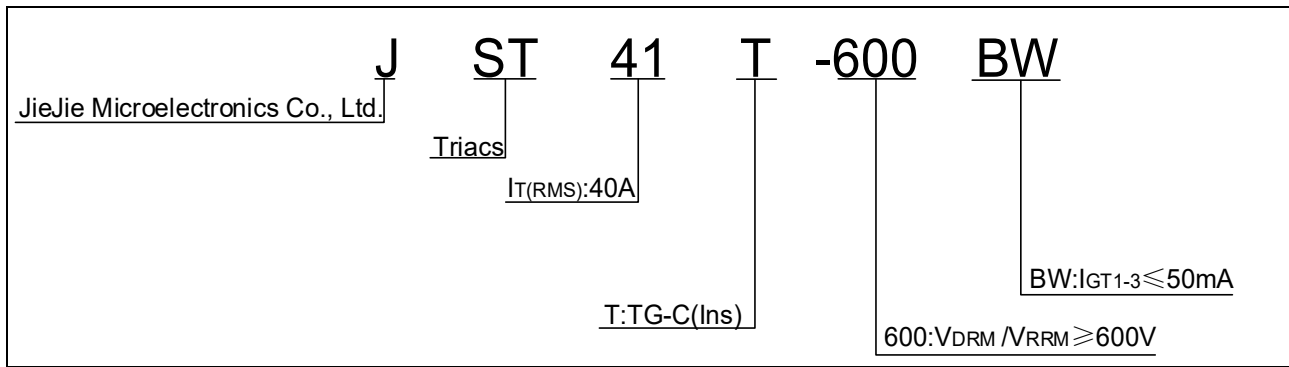 J ST 41 T -600 BW
JieJie Microelectronics Co., Ltd.
Triacs
IT(RMS):40A
BW:IGT1-3≤50mA
T:TG-C(Ins)
600:VDRM /VRRM≥600V